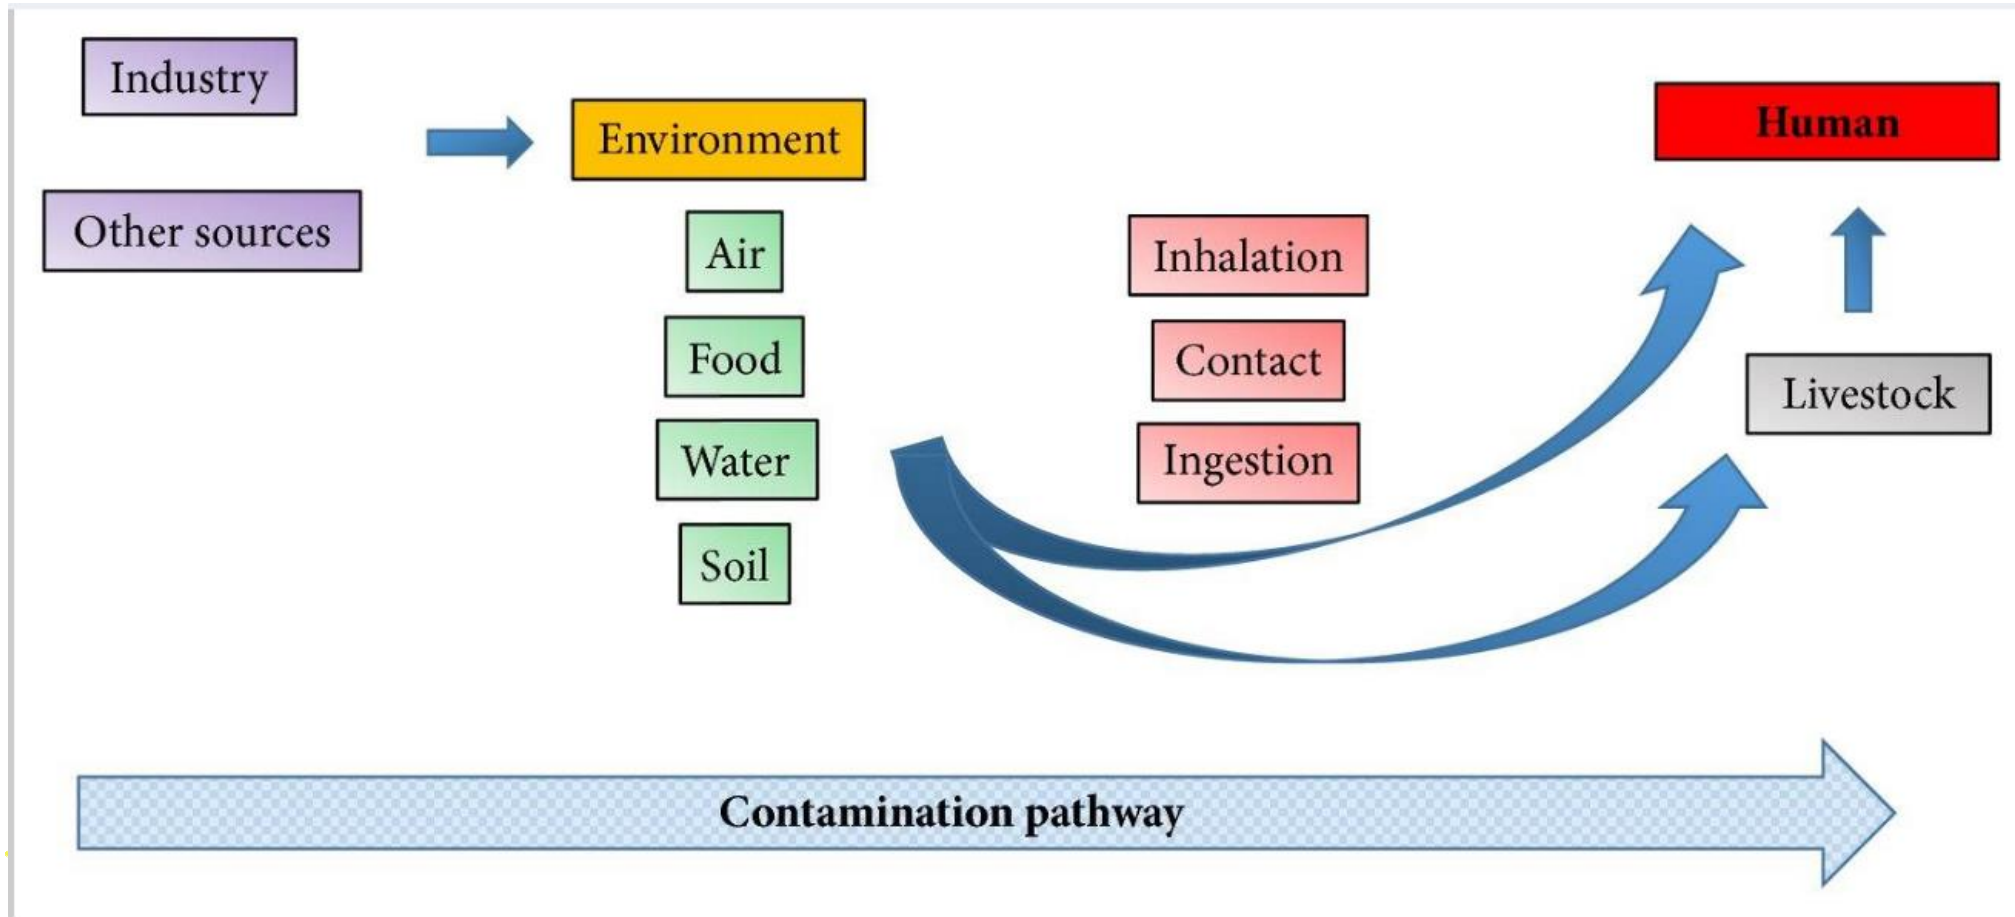 Industry
Other sources
Environment
Air
Food
Water
Soil
Inhalation
Contact
Ingestion
Human
Livestock
Contamination pathway